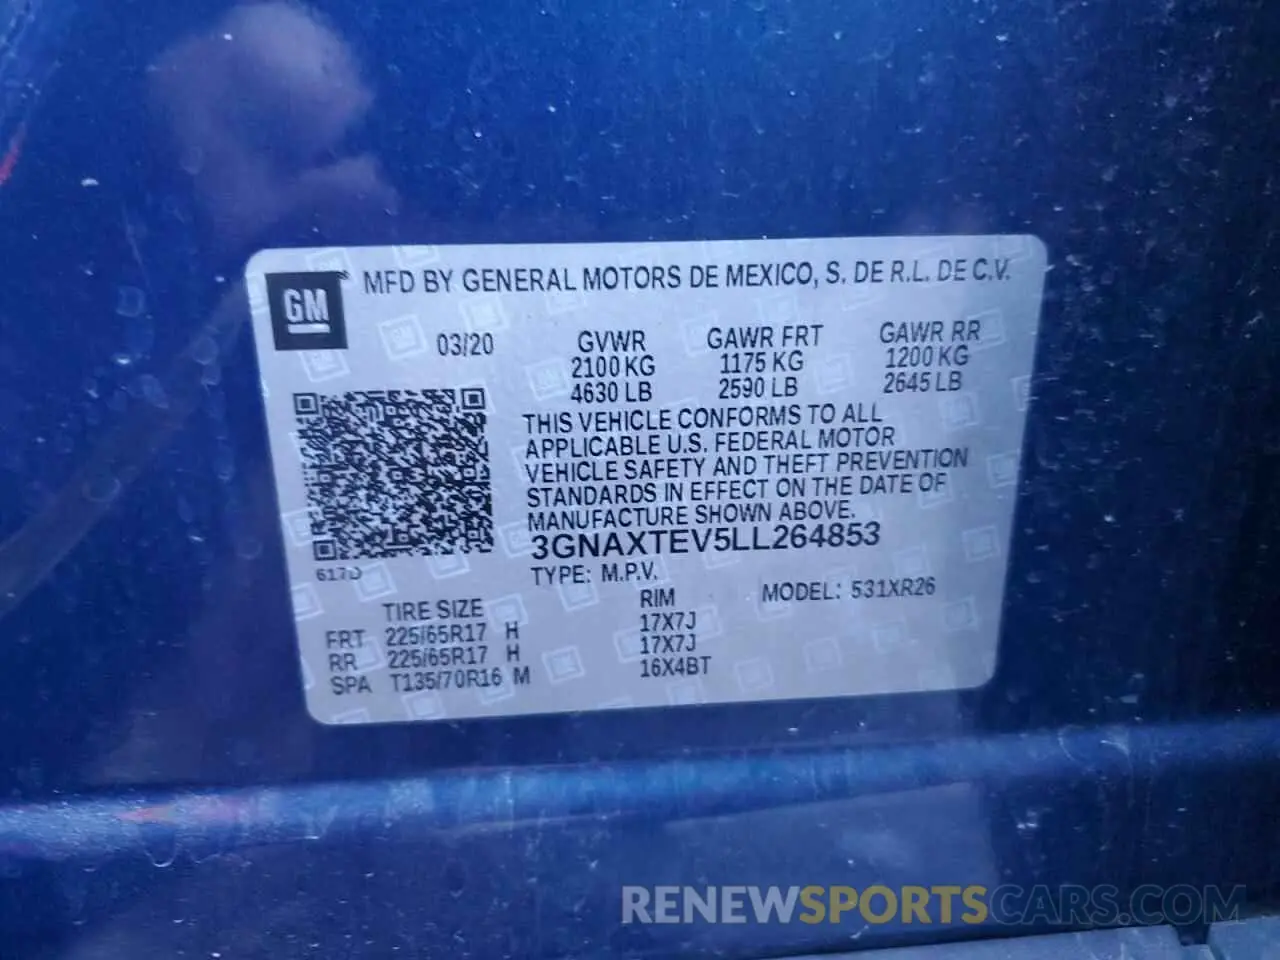 GM
MFD BY GENERAL MOTORS DE MEXICO, S. DE R.L. DE C.V.
03/20 GVWR GAWR FRT GAWR RR
2100 KG 1175 KG 1200 KG
4630 LB 2590 LB 2645 LB
THIS VEHICLE CONFORMS TO ALL
APPLICABLE U.S. FEDERAL MOTOR
VEHICLE SAFETY AND THEFT PREVENTION
STANDARDS IN EFFECT ON THE DATE OF
MANUFACTURE SHOWN ABOVE.
3GNAXTEV5LL264853
617D
TYPE: M.P.V.
MODEL: 531XR26
TIRE SIZE RIM
FRT 225/65R17 H 17X7J
RR 225/65R17 H 17X7J
SPA T135/70R16 M 16X4BT
RENEWSPORTSCARS.COM